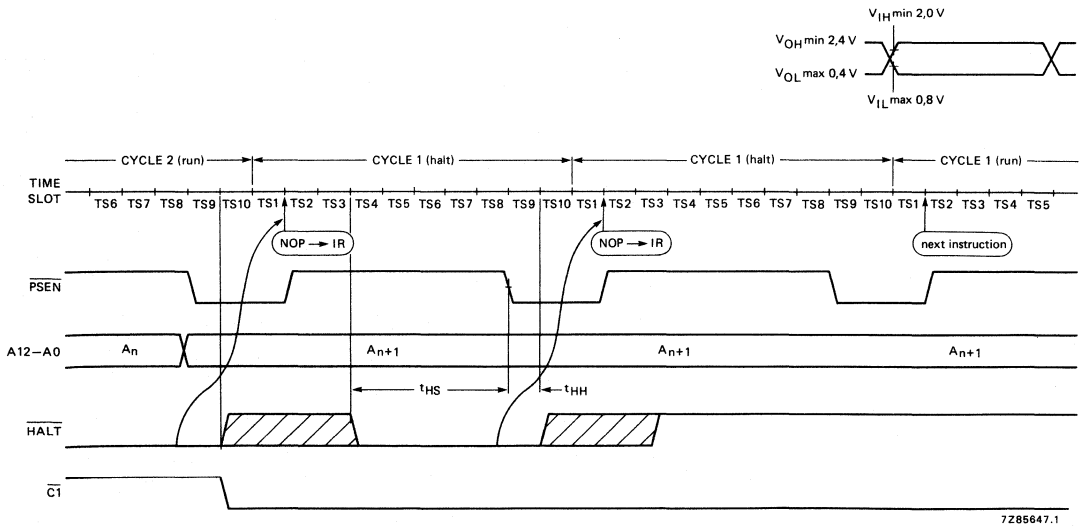 VIH min 2,0 V
VOH min 2,4 V
VOL max 0,4 V
VIL max 0,8 V
CYCLE 2 (run) CYCLE 1 (halt) CYCLE 1 (halt) CYCLE 1 (run)
TIME
SLOT
TS6 TS7 TS8 TS9 TS10 TS1 TS2 TS3 TS4 TS5 TS6 TS7 TS8 TS9 TS10 TS1 TS2 TS3 TS4 TS5 TS6 TS7 TS8 TS9 TS10 TS1 TS2 TS3 TS4 TS5
NOP → IR NOP → IR next instruction
PSEN
A12–A0 An An+1 An+1 An+1
tHS tHH
HALT
C1
7Z85647.1